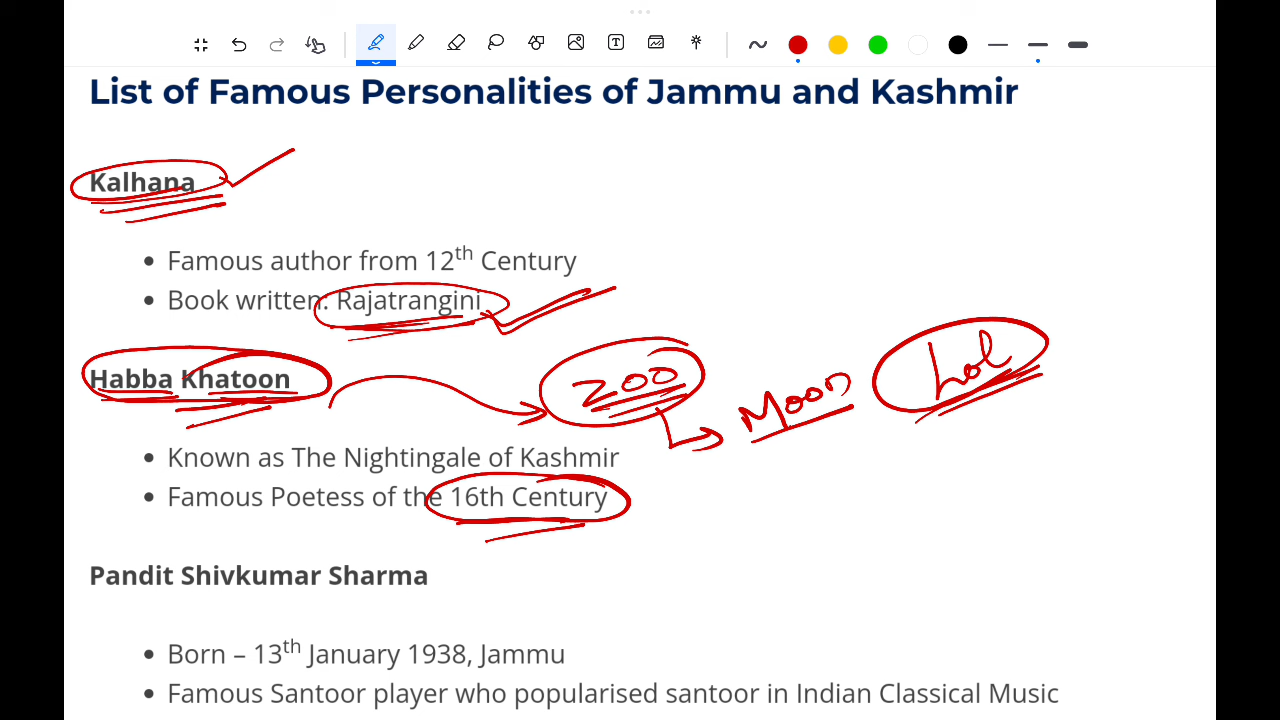 List of Famous Personalities of Jammu and Kashmir
Kalhana
• Famous author from 12th Century
• Book written: Rajatrangini
Habba Khatoon
Zoo
Moon
Lol
• Known as The Nightingale of Kashmir
• Famous Poetess of the 16th Century
Pandit Shivkumar Sharma
• Born – 13th January 1938, Jammu
• Famous Santoor player who popularised santoor in Indian Classical Music